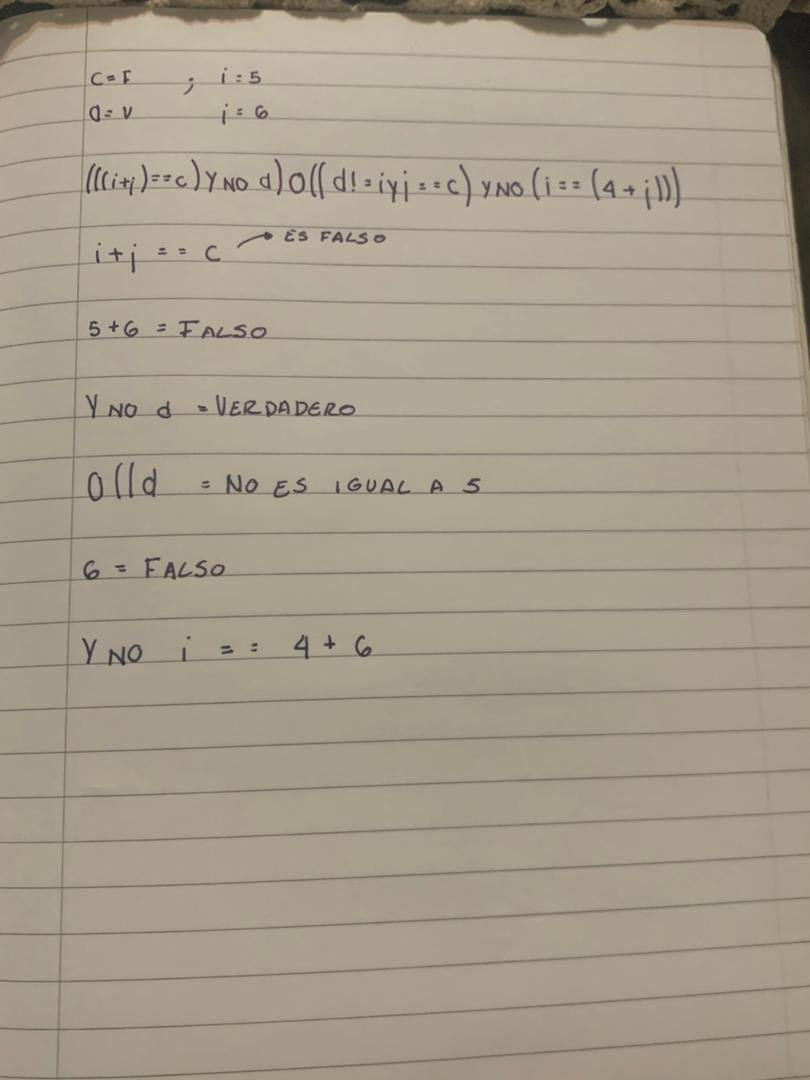 C=F ; i=5
D=V j=6
(((i+j)==c)Y NO d)O((d!=iyj==c) Y NO (i==(4+j)))
i+j == C → ES FALSO
5+6 = FALSO
Y NO d = VERDADERO
O((d = NO ES IGUAL A 5
6 = FALSO
Y NO i == 4+6